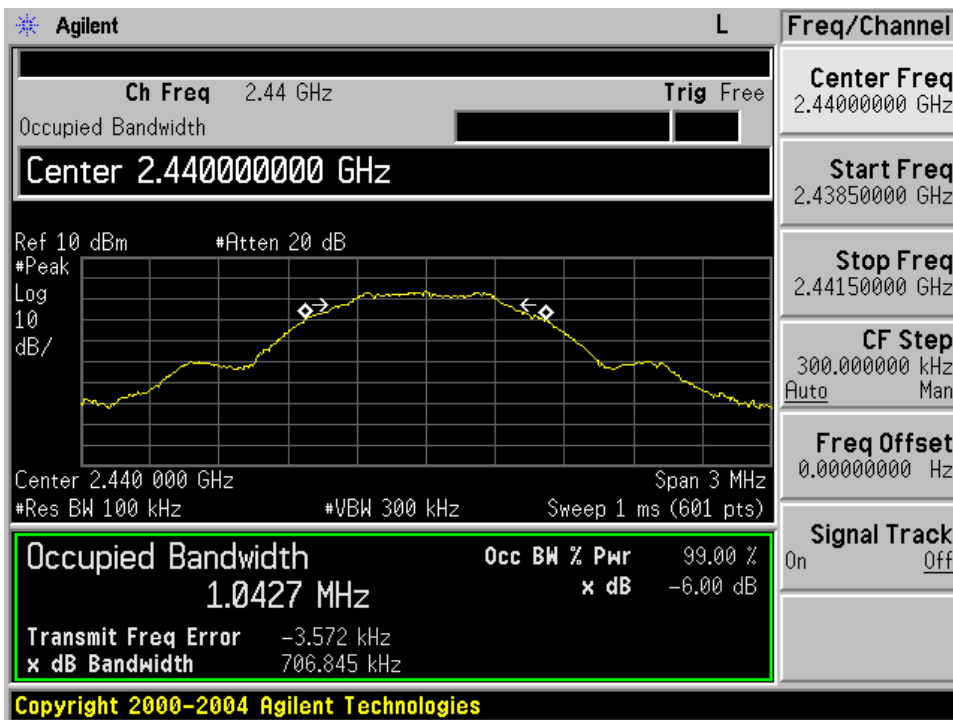 Agilent L
Freq/Channel
Ch Freq 2.44 GHz Trig Free
Occupied Bandwidth
Center 2.440000000 GHz
Ref 10 dBm #Atten 20 dB
#Peak
Log
10
dB/
Center 2.440 000 GHz Span 3 MHz
#Res BW 100 kHz #VBW 300 kHz Sweep 1 ms (601 pts)
Occupied Bandwidth
1.0427 MHz
Occ BW % Pwr 99.00 %
x dB -6.00 dB
Transmit Freq Error -3.572 kHz
x dB Bandwidth 706.845 kHz
Center Freq
2.44000000 GHz
Start Freq
2.43850000 GHz
Stop Freq
2.44150000 GHz
CF Step
300.000000 kHz
Auto Man
Freq Offset
0.00000000 Hz
Signal Track
On Off
Copyright 2000-2004 Agilent Technologies